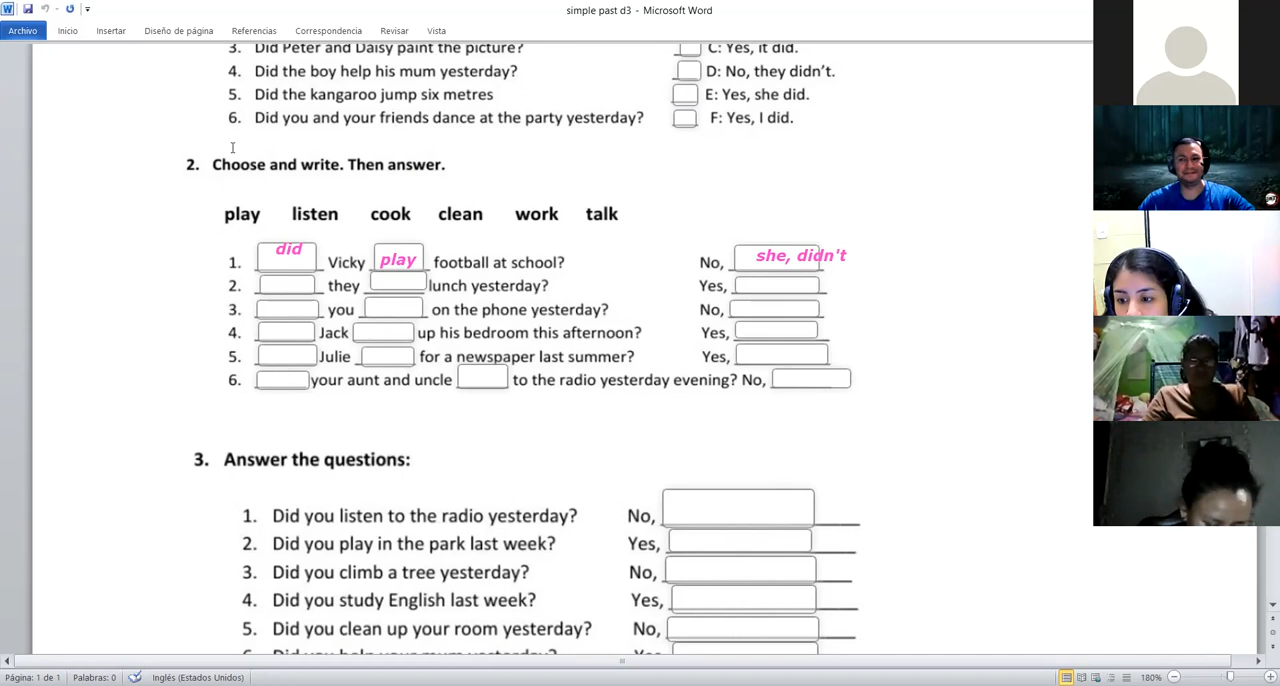 simple past d3 - Microsoft Word
Archivo Inicio Insertar Diseño de página Referencias Correspondencia Revisar Vista
3. Did Peter and Daisy paint the picture? C: Yes, it did.
4. Did the boy help his mum yesterday? D: No, they didn't.
5. Did the kangaroo jump six metres E: Yes, she did.
6. Did you and your friends dance at the party yesterday? F: Yes, I did.
2. Choose and write. Then answer.
play listen cook clean work talk
1. did Vicky play football at school? No, she, didn't
2. they lunch yesterday? Yes,
3. you on the phone yesterday? No,
4. Jack up his bedroom this afternoon? Yes,
5. Julie for a newspaper last summer? Yes,
6. your aunt and uncle to the radio yesterday evening? No,
3. Answer the questions:
1. Did you listen to the radio yesterday? No,
2. Did you play in the park last week? Yes,
3. Did you climb a tree yesterday? No,
4. Did you study English last week? Yes,
5. Did you clean up your room yesterday? No,
6. Did you help your mum yesterday? Yes,
Página: 1 de 1 Palabras: 0 Inglés (Estados Unidos) 180%